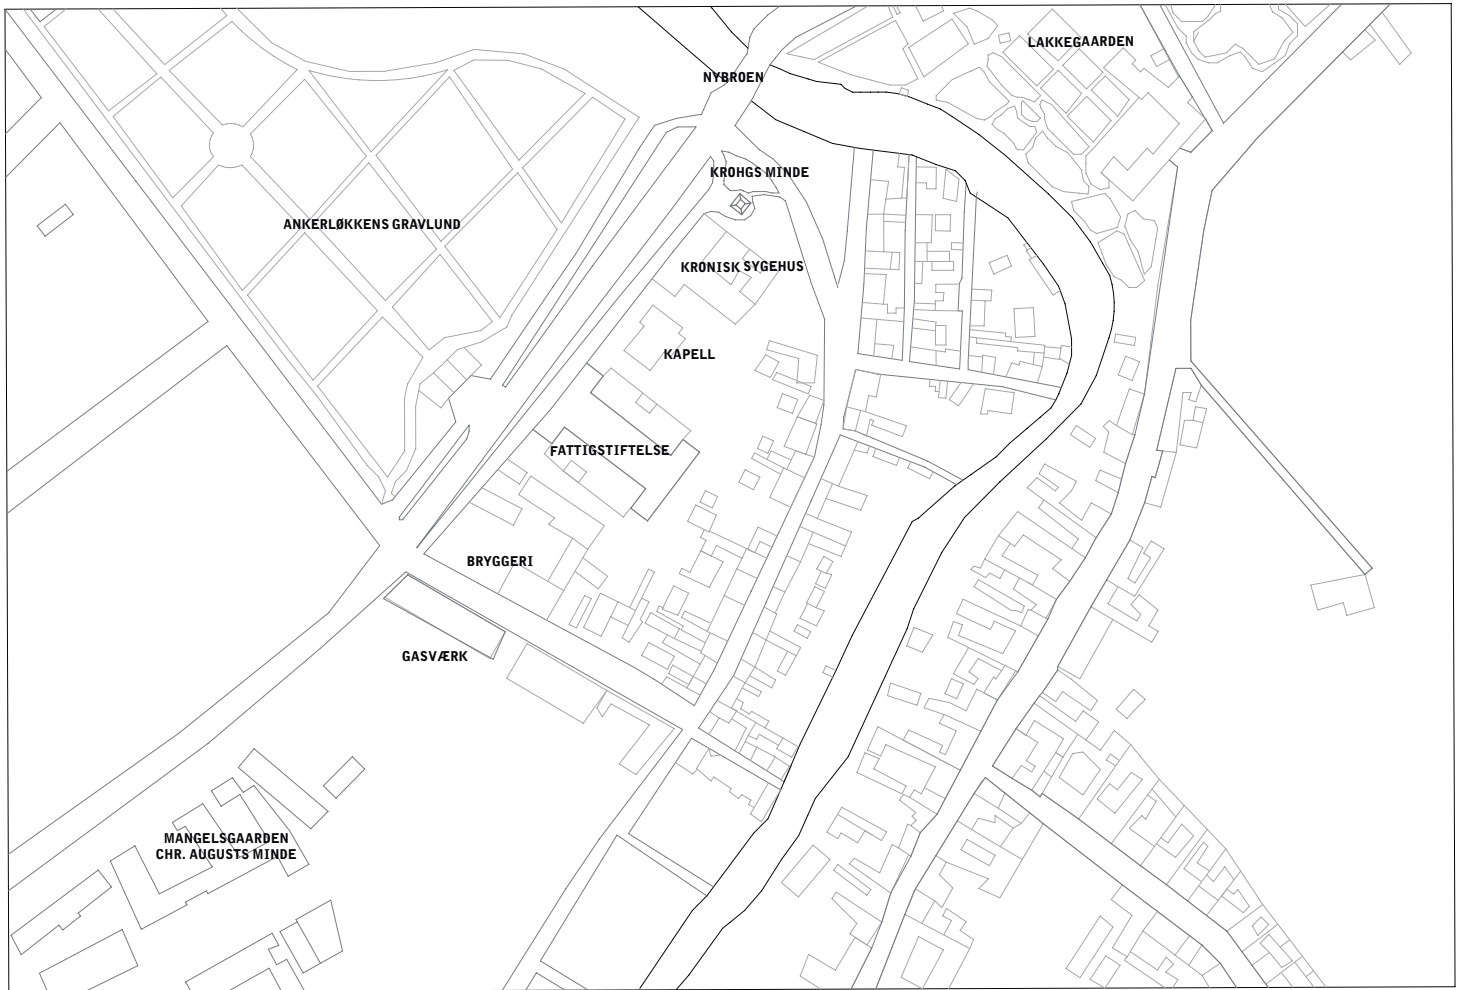 LAKKEGAARDEN
NYBROEN
KROHGS MINDE
ANKERLØKKENS GRAVLUND
KRONISK SYGEHUS
KAPELL
FATTIGSTIFTELSE
BRYGGERI
GASVÆRK
MANGELSGAARDEN
CHR. AUGUSTS MINDE